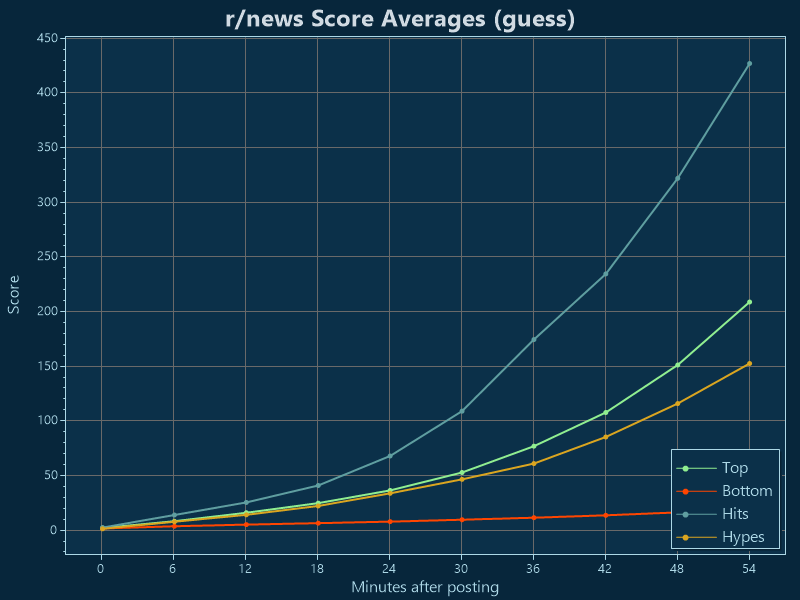 r/news Score Averages (guess)
450
400
350
300
250
200
150
100
50
0
Score
0 6 12 18 24 30 36 42 48 54
Minutes after posting
Top
Bottom
Hits
Hypes